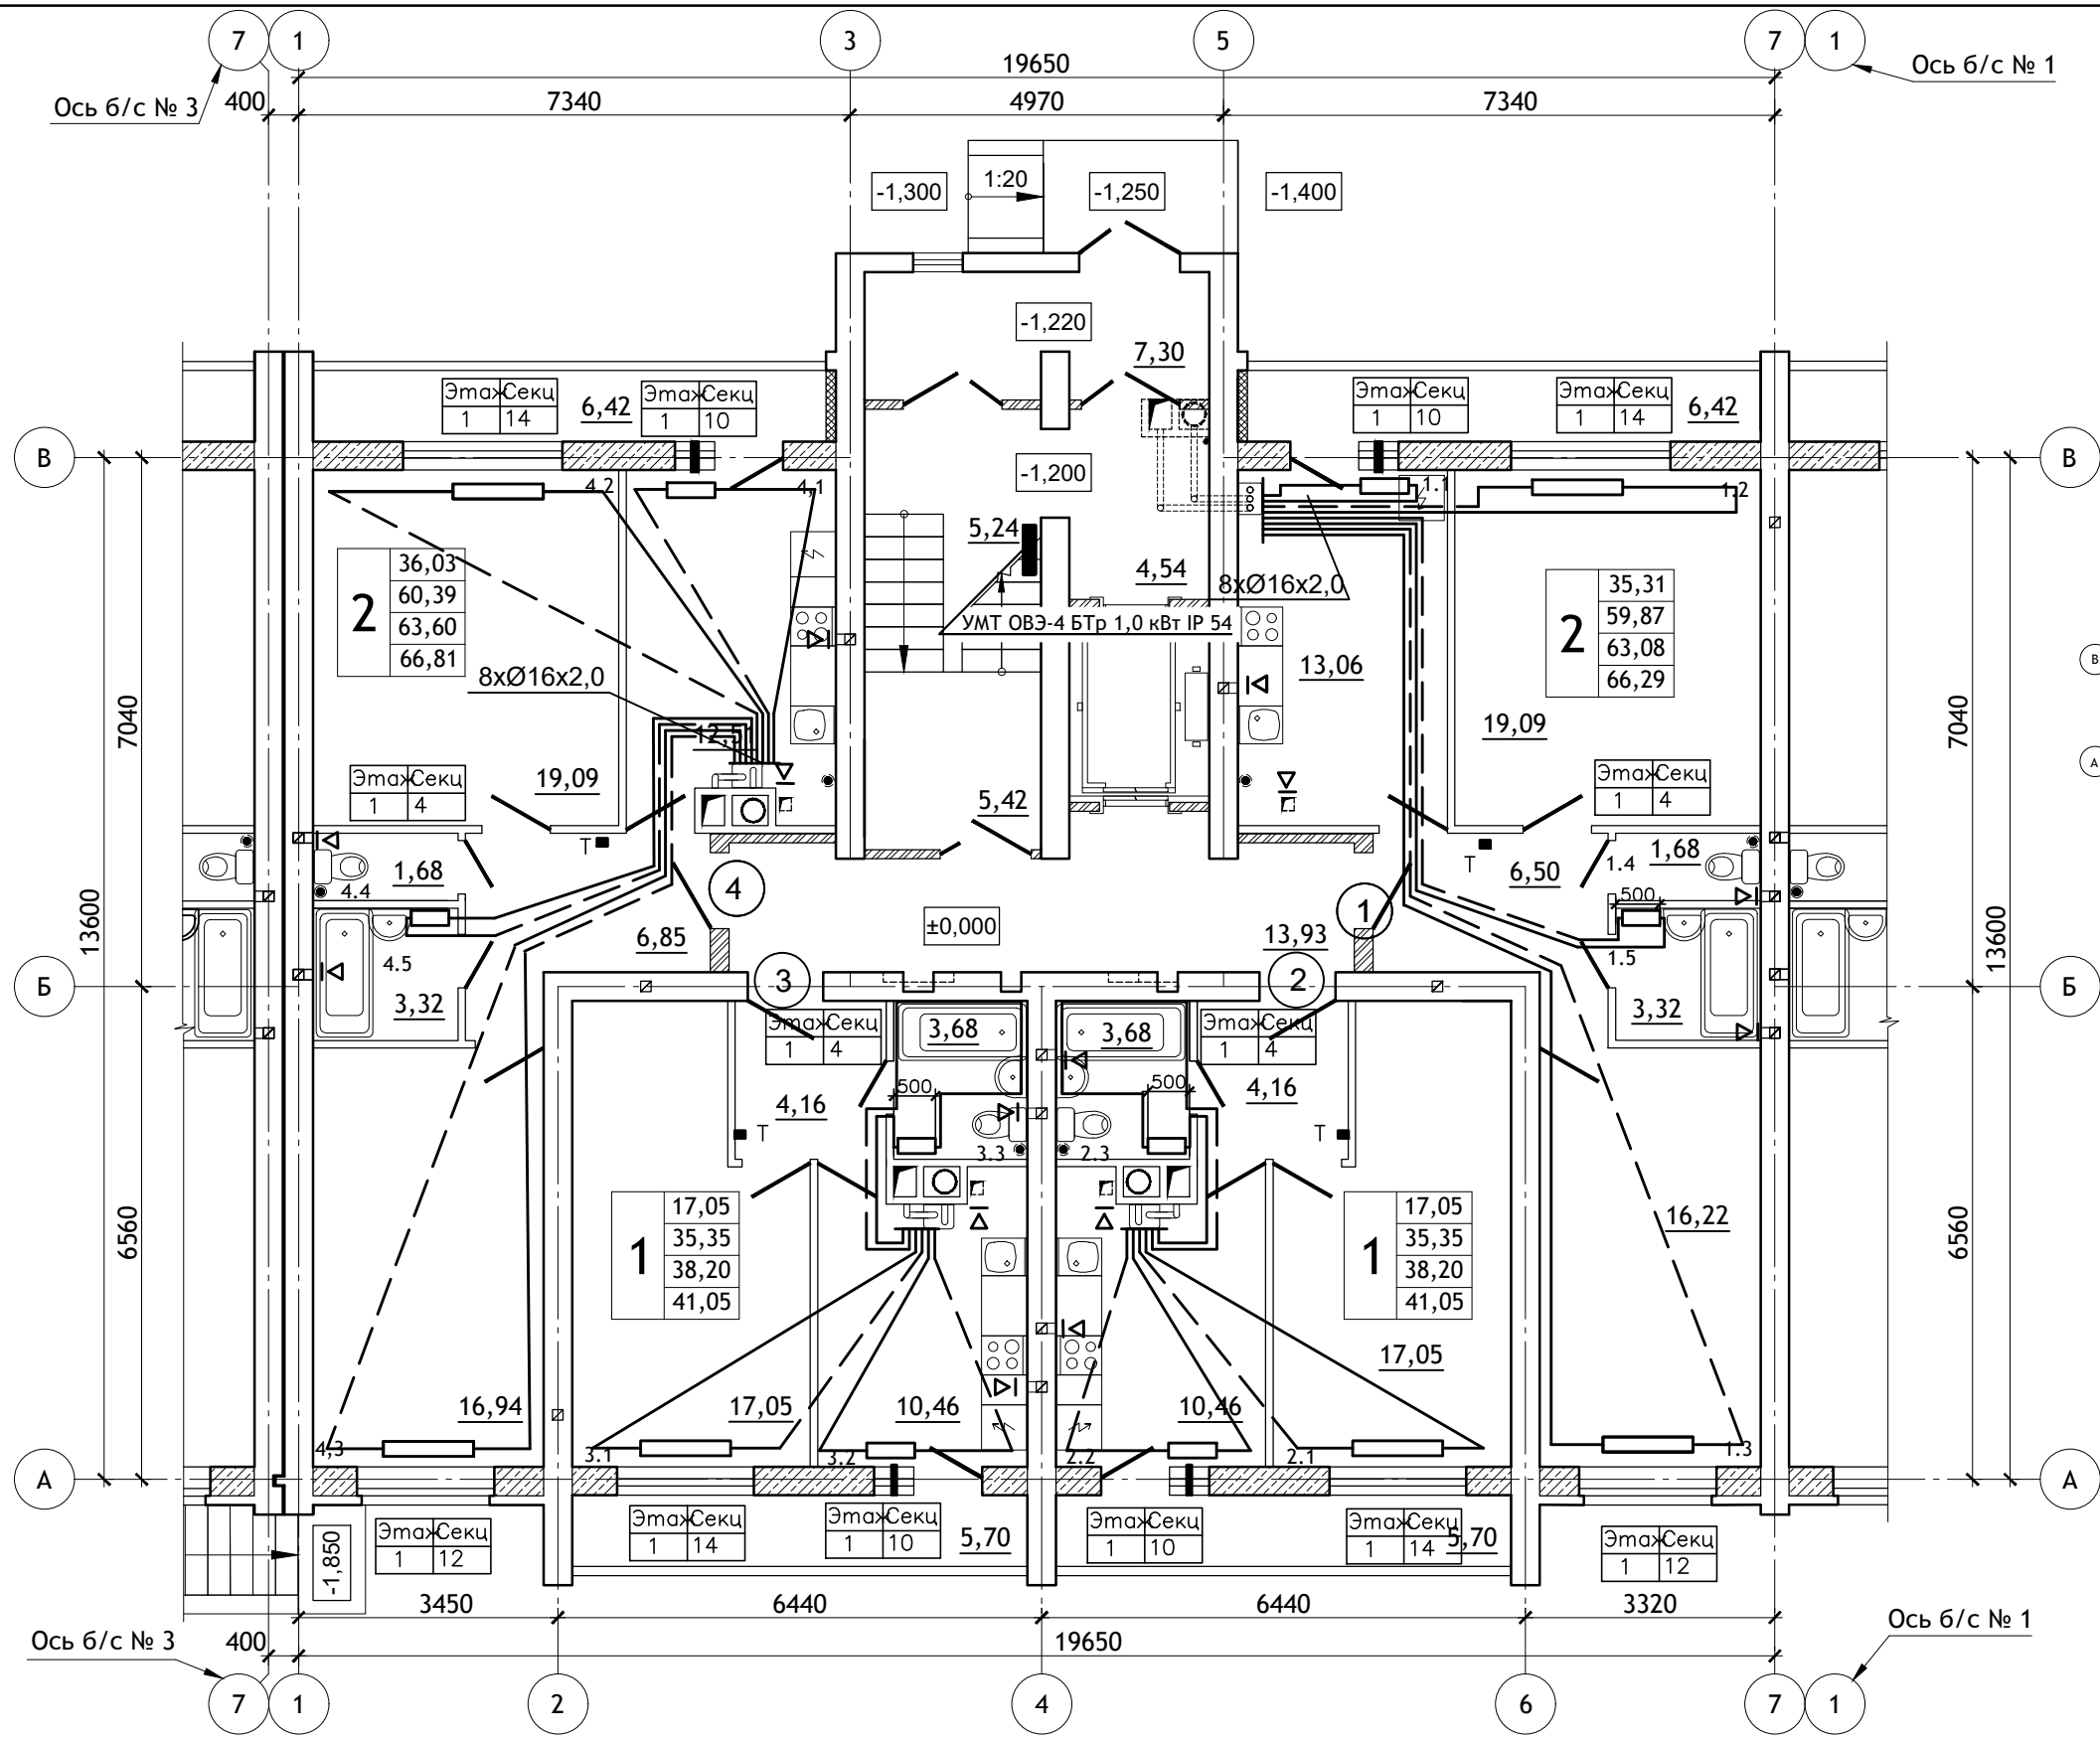 7 1 3 5 7 1
19650
Ось б/с № 3
Ось б/с № 1
400 7340 4970 7340
-1,300
1:20
-1,250
-1,400
-1,220
7,30
Этаж Секц
1 14
6,42
Этаж Секц
1 10
Этаж Секц
1 10
Этаж Секц
1 14
6,42
В
В
-1,200
4.2
4,1
1.1
1.2
5,24
4,54
8xØ16x2,0
УМТ ОВЭ-4 БТр 1,0 кВт IP 54
2
36,03
60,39
63,60
66,81
2
35,31
59,87
63,08
66,29
8xØ16x2,0
13,06
В
7040
7040
19,09
А
Этаж Секц
1 4
19,09
5,42
Этаж Секц
1 4
Т
Т
1,68
4.4
4
1
6,50
1.4
1,68
500
13600
13600
6,85
±0,000
13,93
4.5
1.5
3,32
3,32
Б
3
2
Б
Этаж Секц
1 4
3,68
3,68
Этаж Секц
1 4
4,16
500
500
4,16
Т
Т
3.3
2.3
6560
6560
1
17,05
35,35
38,20
41,05
1
17,05
35,35
38,20
41,05
16,22
17,05
16,94
17,05
10,46
10,46
4,3
3.1
3.2
2.2
2.1
1.3
А
А
Этаж Секц
1 12
Этаж Секц
1 14
Этаж Секц
1 10
5,70
Этаж Секц
1 10
Этаж Секц
1 14
5,70
Этаж Секц
1 12
-1,850
3450 6440 6440 3320
Ось б/с № 3
400
19650
Ось б/с № 1
7 1 2 4 6 7 1